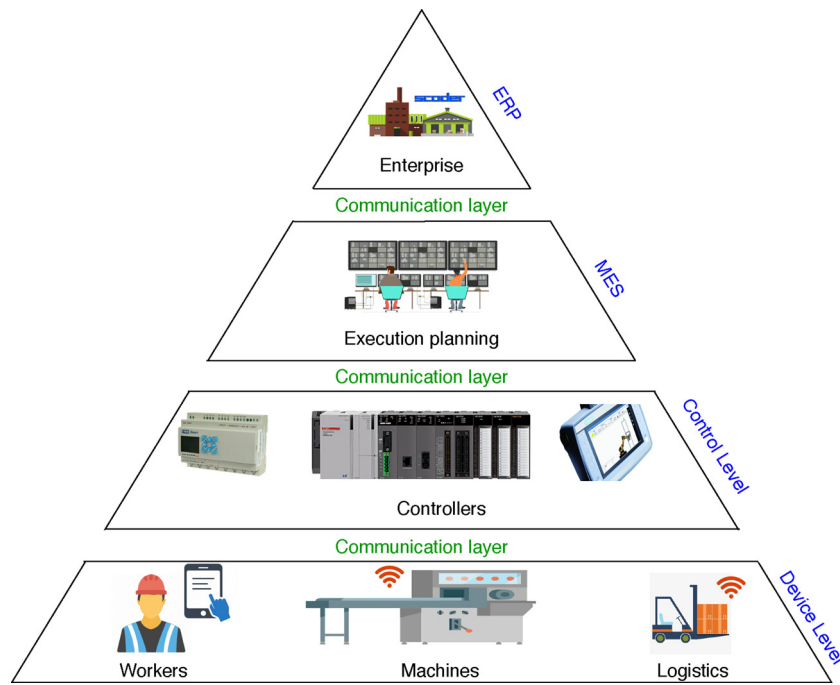 ERP
Enterprise
Communication layer
MES
Execution planning
Communication layer
Control Level
Controllers
Communication layer
Device Level
Workers
Machines
Logistics